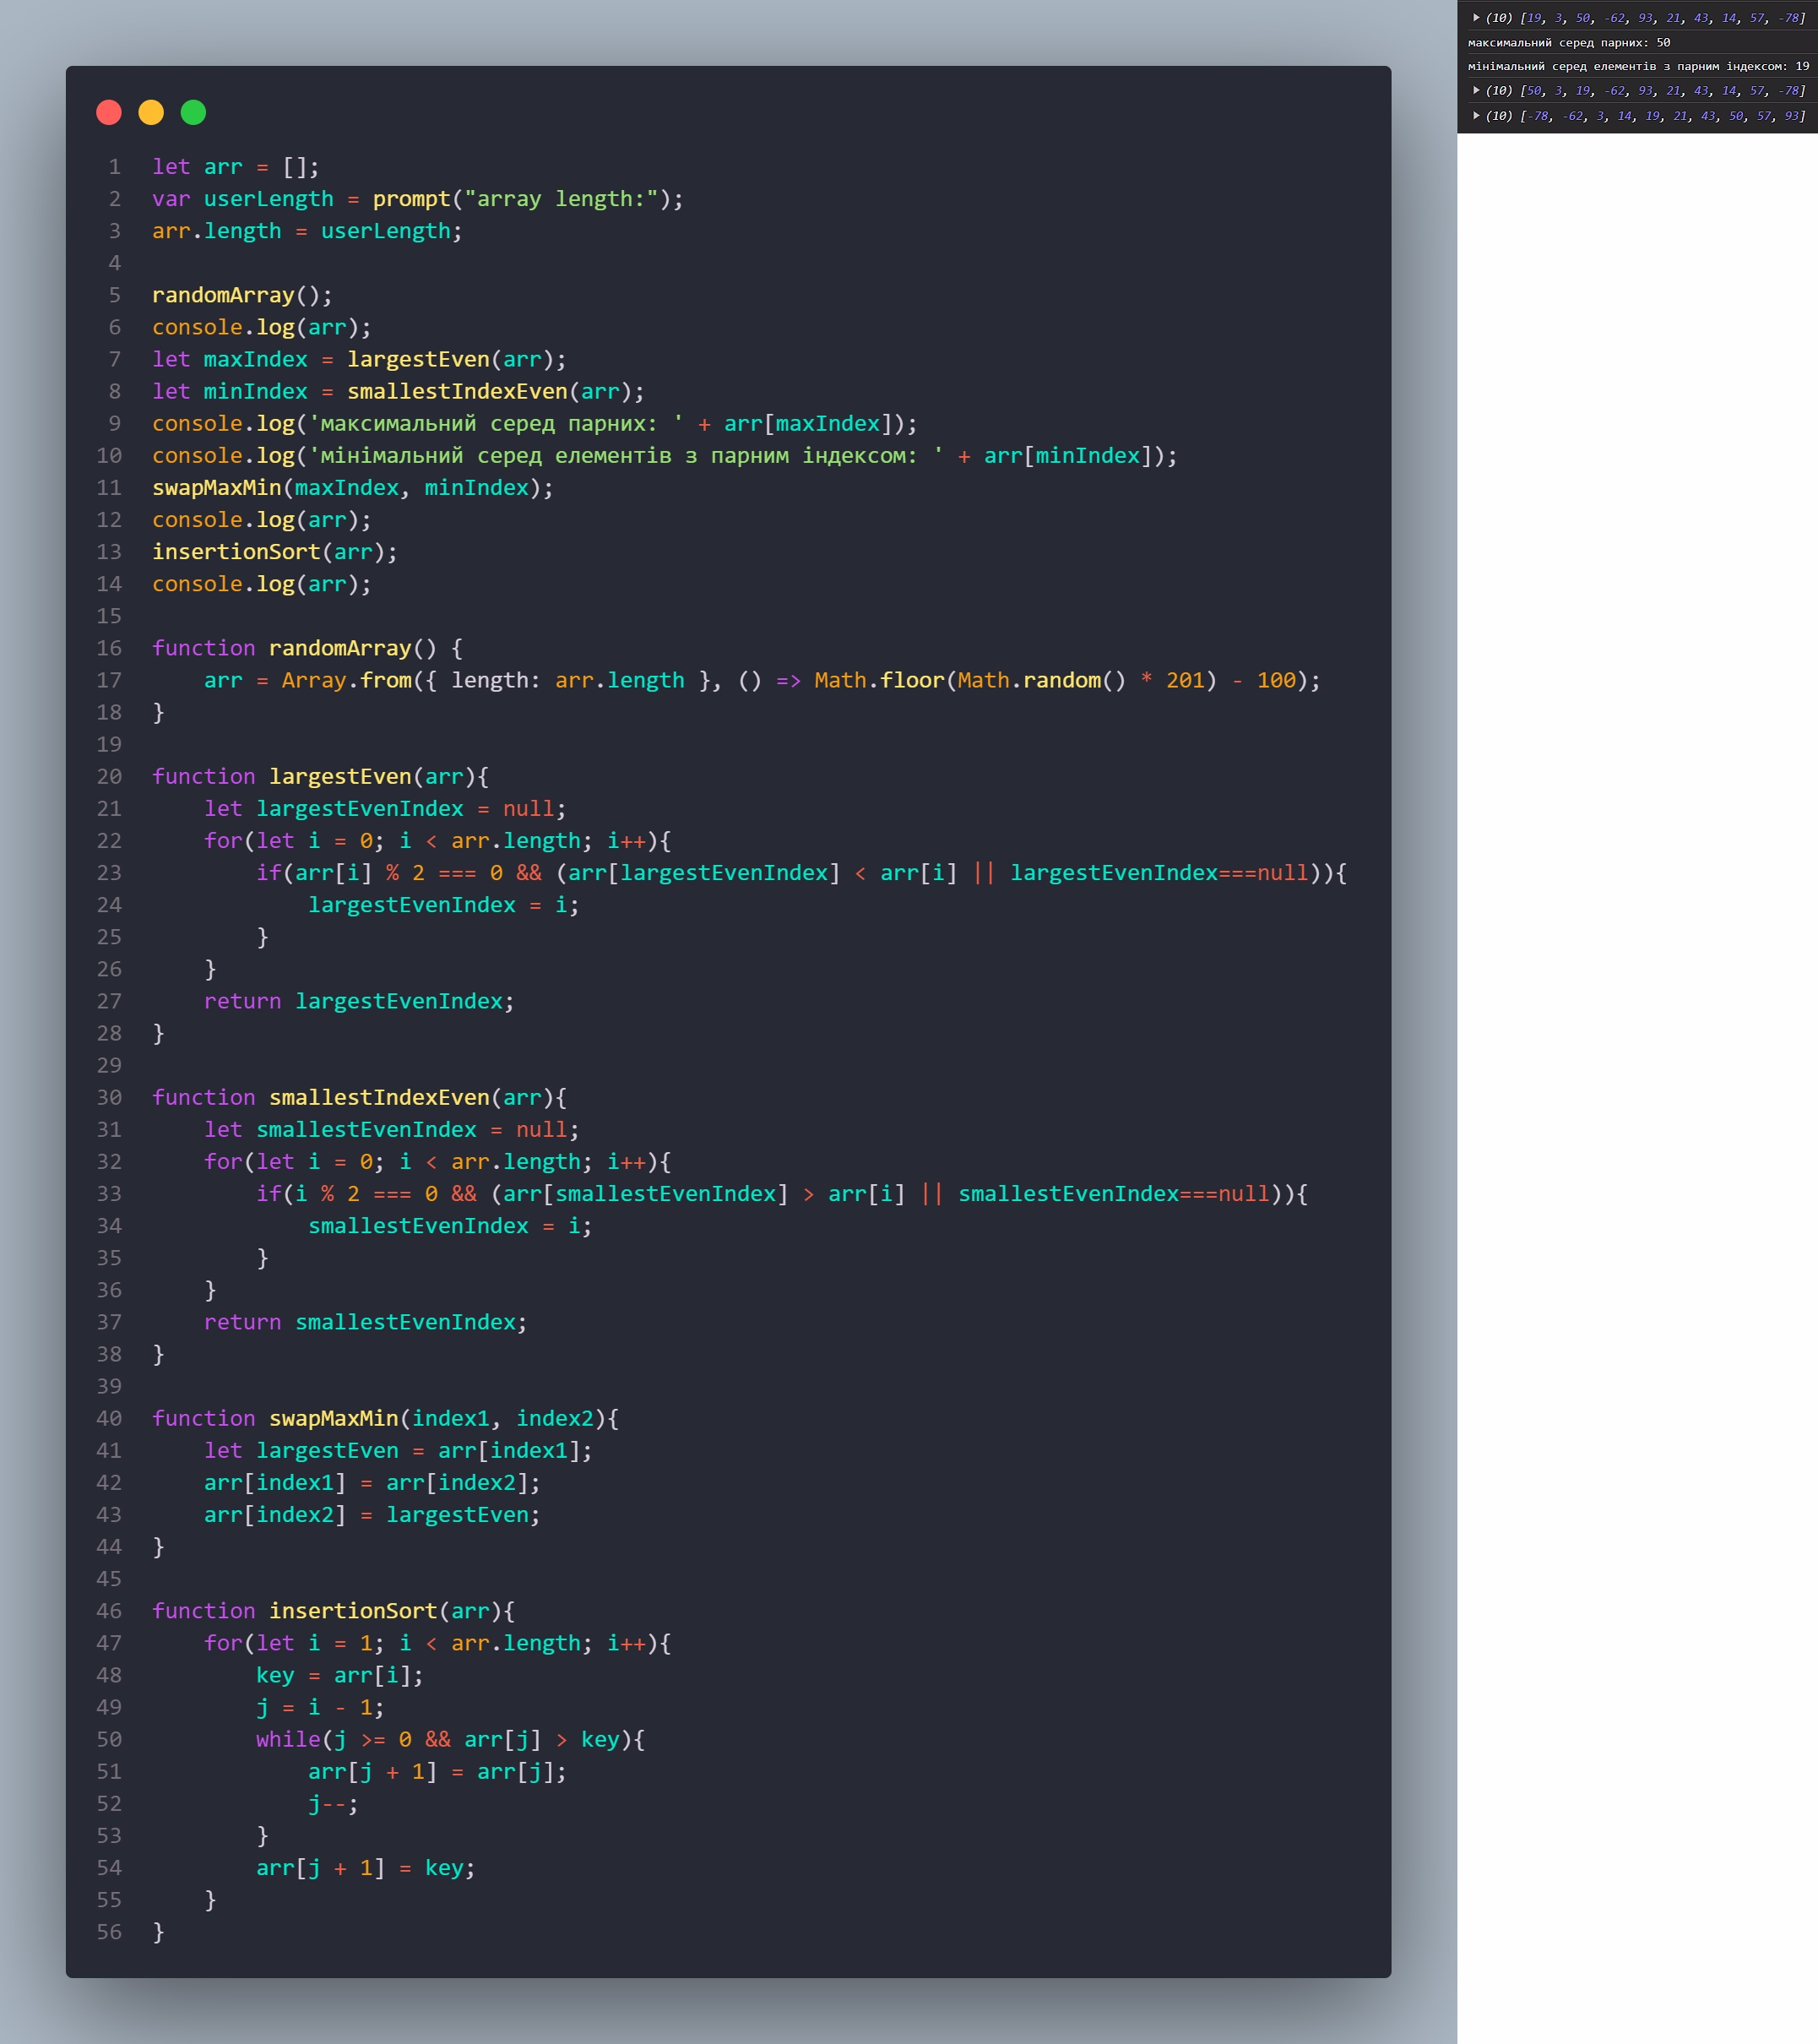 1 let arr = [];
2 var userLength = prompt("array length:");
3 arr.length = userLength;
4
5 randomArray();
6 console.log(arr);
7 let maxIndex = largestEven(arr);
8 let minIndex = smallestIndexEven(arr);
9 console.log('максимальний серед парних: ' + arr[maxIndex]);
10 console.log('мінімальний серед елементів з парним індексом: ' + arr[minIndex]);
11 swapMaxMin(maxIndex, minIndex);
12 console.log(arr);
13 insertionSort(arr);
14 console.log(arr);
15
16 function randomArray() {
17     arr = Array.from({ length: arr.length }, () => Math.floor(Math.random() * 201) - 100);
18 }
19
20 function largestEven(arr){
21     let largestEvenIndex = null;
22     for(let i = 0; i < arr.length; i++){
23         if(arr[i] % 2 === 0 && (arr[largestEvenIndex] < arr[i] || largestEvenIndex===null)){
24             largestEvenIndex = i;
25         }
26     }
27     return largestEvenIndex;
28 }
29
30 function smallestIndexEven(arr){
31     let smallestEvenIndex = null;
32     for(let i = 0; i < arr.length; i++){
33         if(i % 2 === 0 && (arr[smallestEvenIndex] > arr[i] || smallestEvenIndex===null)){
34             smallestEvenIndex = i;
35         }
36     }
37     return smallestEvenIndex;
38 }
39
40 function swapMaxMin(index1, index2){
41     let largestEven = arr[index1];
42     arr[index1] = arr[index2];
43     arr[index2] = largestEven;
44 }
45
46 function insertionSort(arr){
47     for(let i = 1; i < arr.length; i++){
48         key = arr[i];
49         j = i - 1;
50         while(j >= 0 && arr[j] > key){
51             arr[j + 1] = arr[j];
52             j--;
53         }
54         arr[j + 1] = key;
55     }
56 }
(10) [19, 3, 50, -62, 93, 21, 43, 14, 57, -78]
максимальний серед парних: 50
мінімальний серед елементів з парним індексом: 19
(10) [50, 3, 19, -62, 93, 21, 43, 14, 57, -78]
(10) [-78, -62, 3, 14, 19, 21, 43, 50, 57, 93]